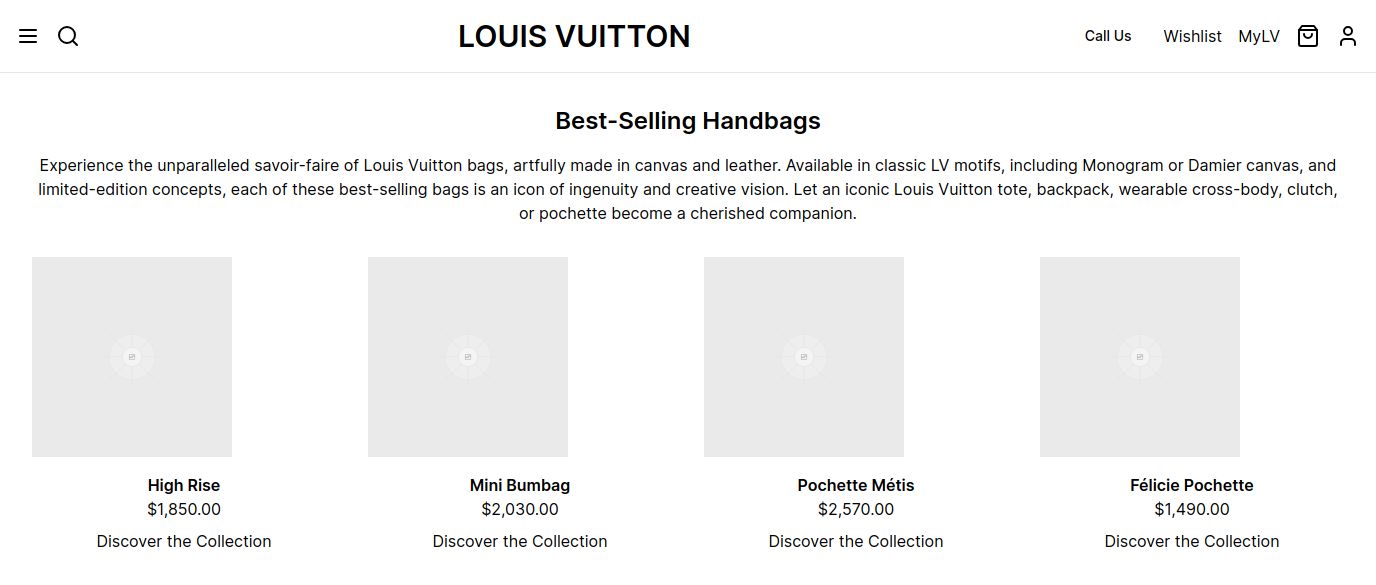 LOUIS VUITTON
Call Us Wishlist MyLV
Best-Selling Handbags
Experience the unparalleled savoir-faire of Louis Vuitton bags, artfully made in canvas and leather. Available in classic LV motifs, including Monogram or Damier canvas, and
limited-edition concepts, each of these best-selling bags is an icon of ingenuity and creative vision. Let an iconic Louis Vuitton tote, backpack, wearable cross-body, clutch,
or pochette become a cherished companion.
High Rise
$1,850.00
Discover the Collection
Mini Bumbag
$2,030.00
Discover the Collection
Pochette Métis
$2,570.00
Discover the Collection
Félicie Pochette
$1,490.00
Discover the Collection